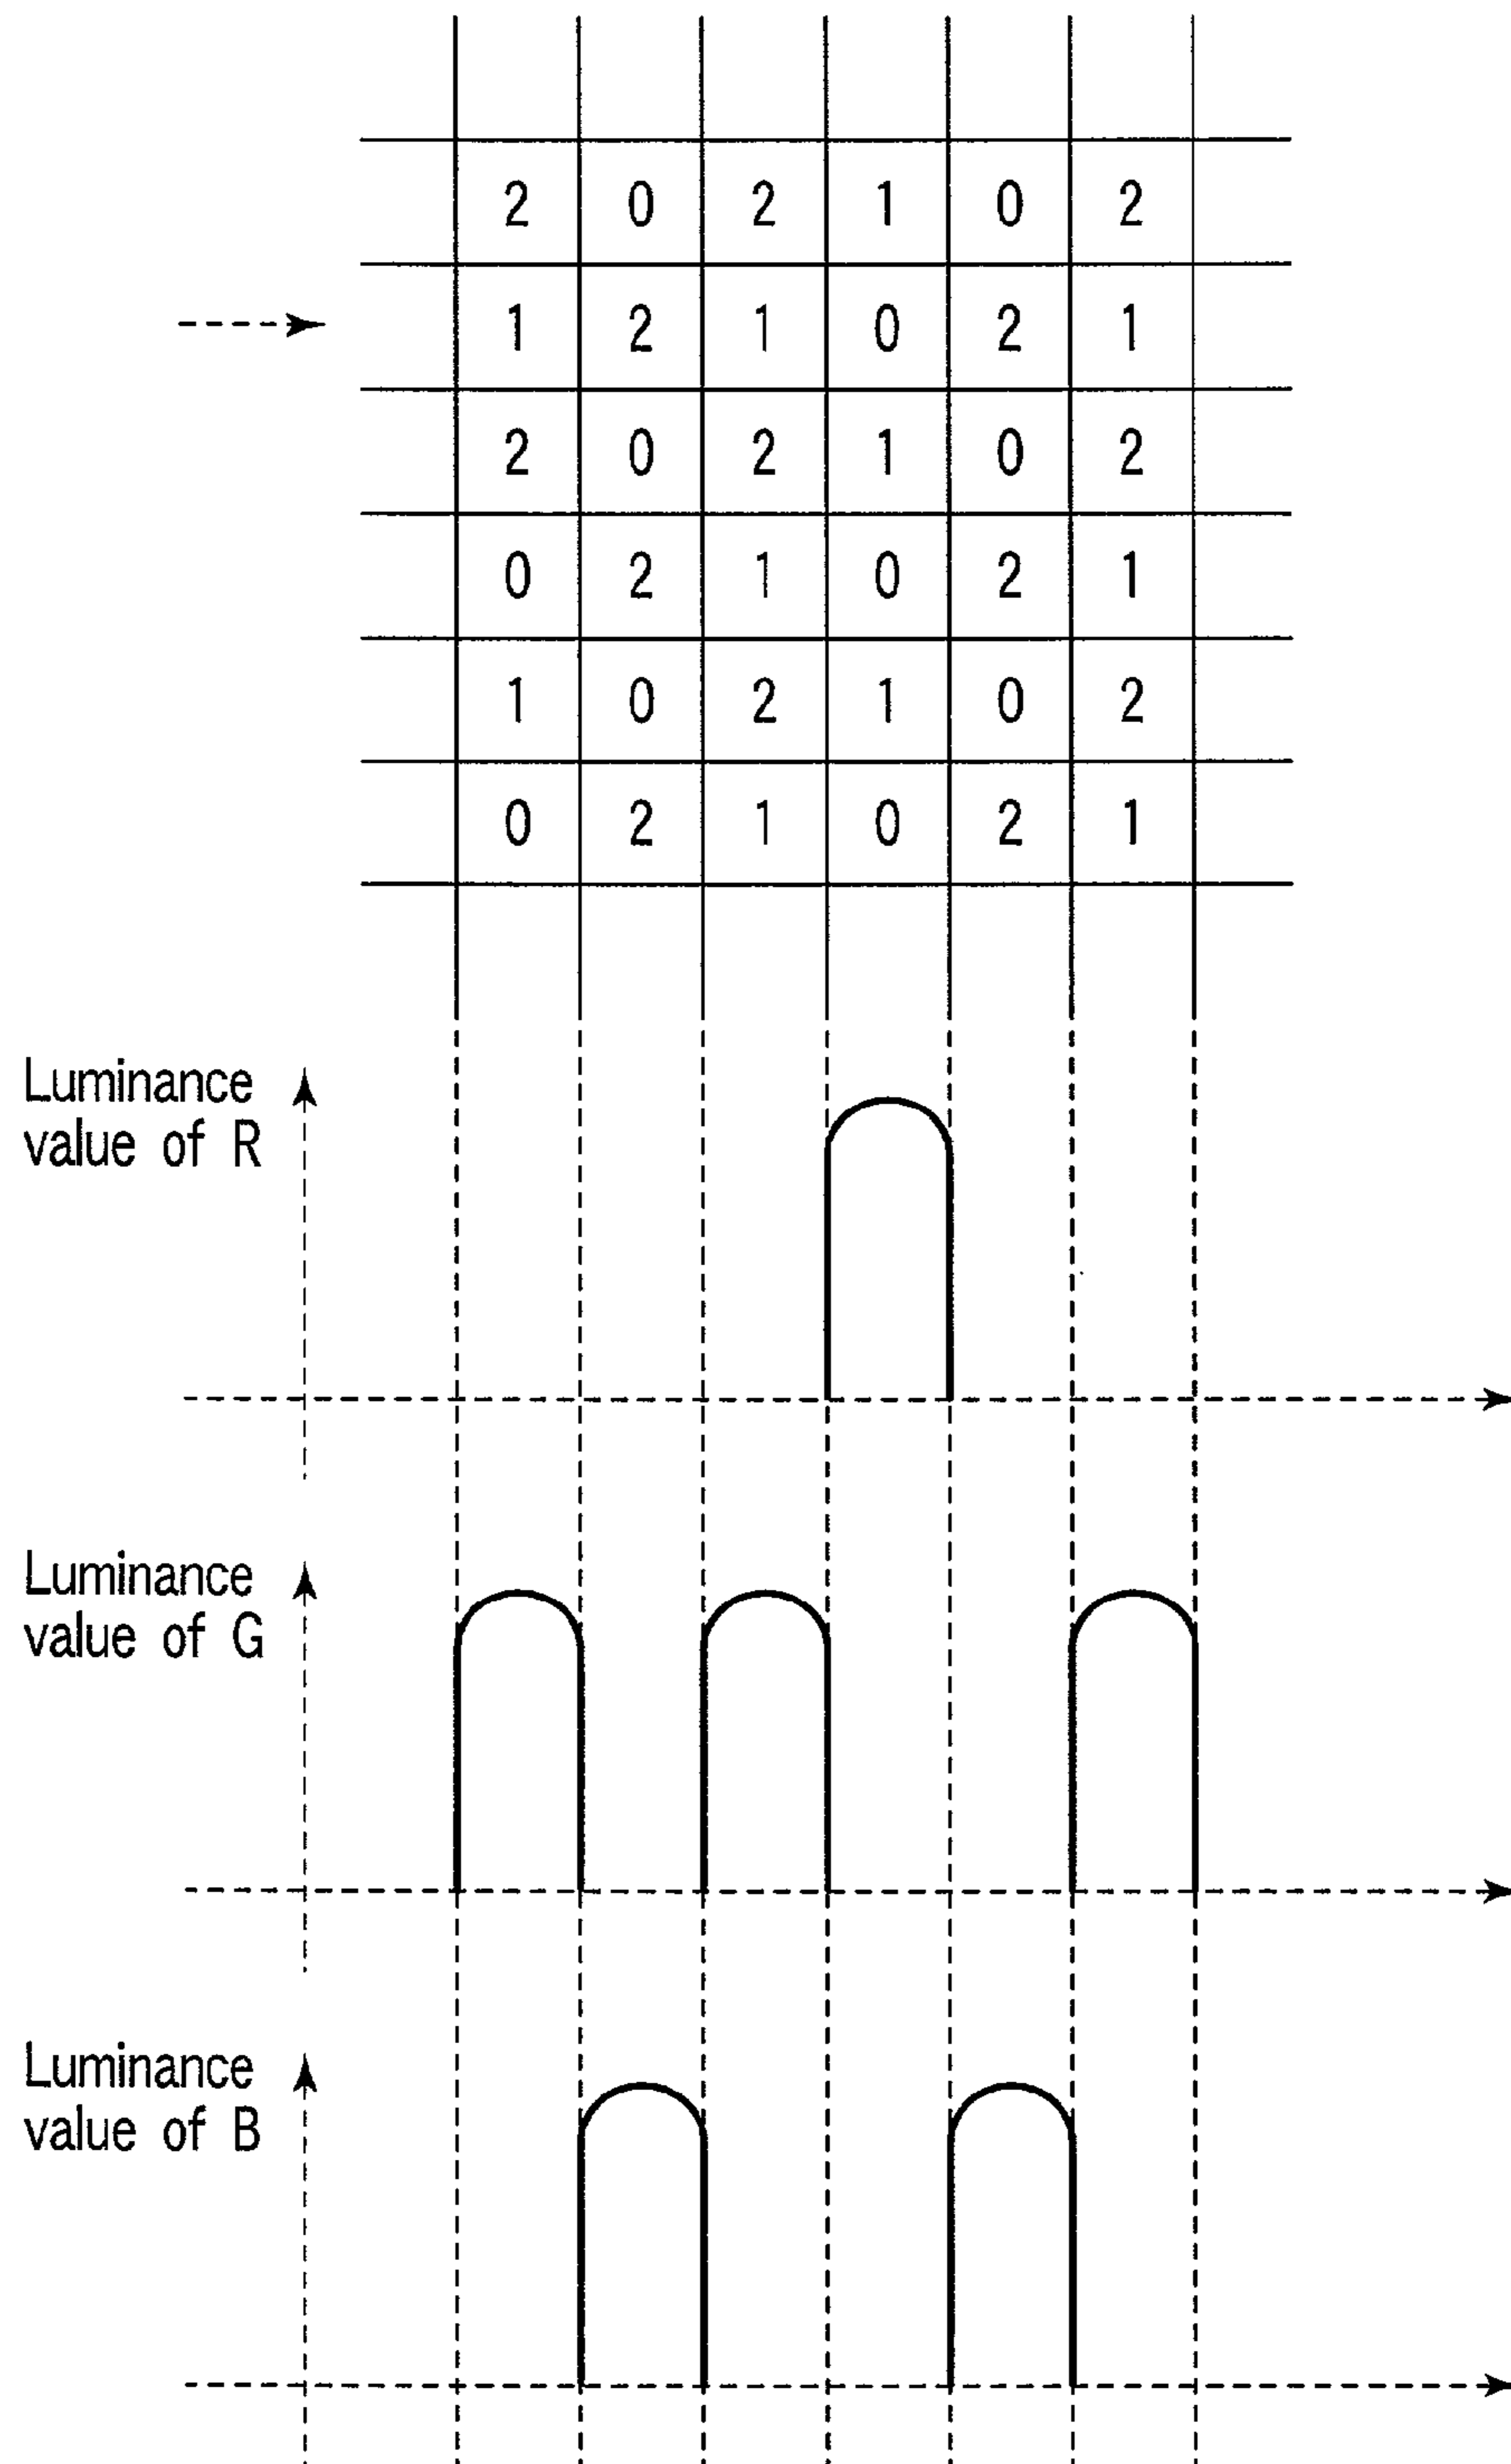 2 0 2 1 0 2
1 2 1 0 2 1
2 0 2 1 0 2
0 2 1 0 2 1
1 0 2 1 0 2
0 2 1 0 2 1
Luminance
value of R
Luminance
value of G
Luminance
value of B